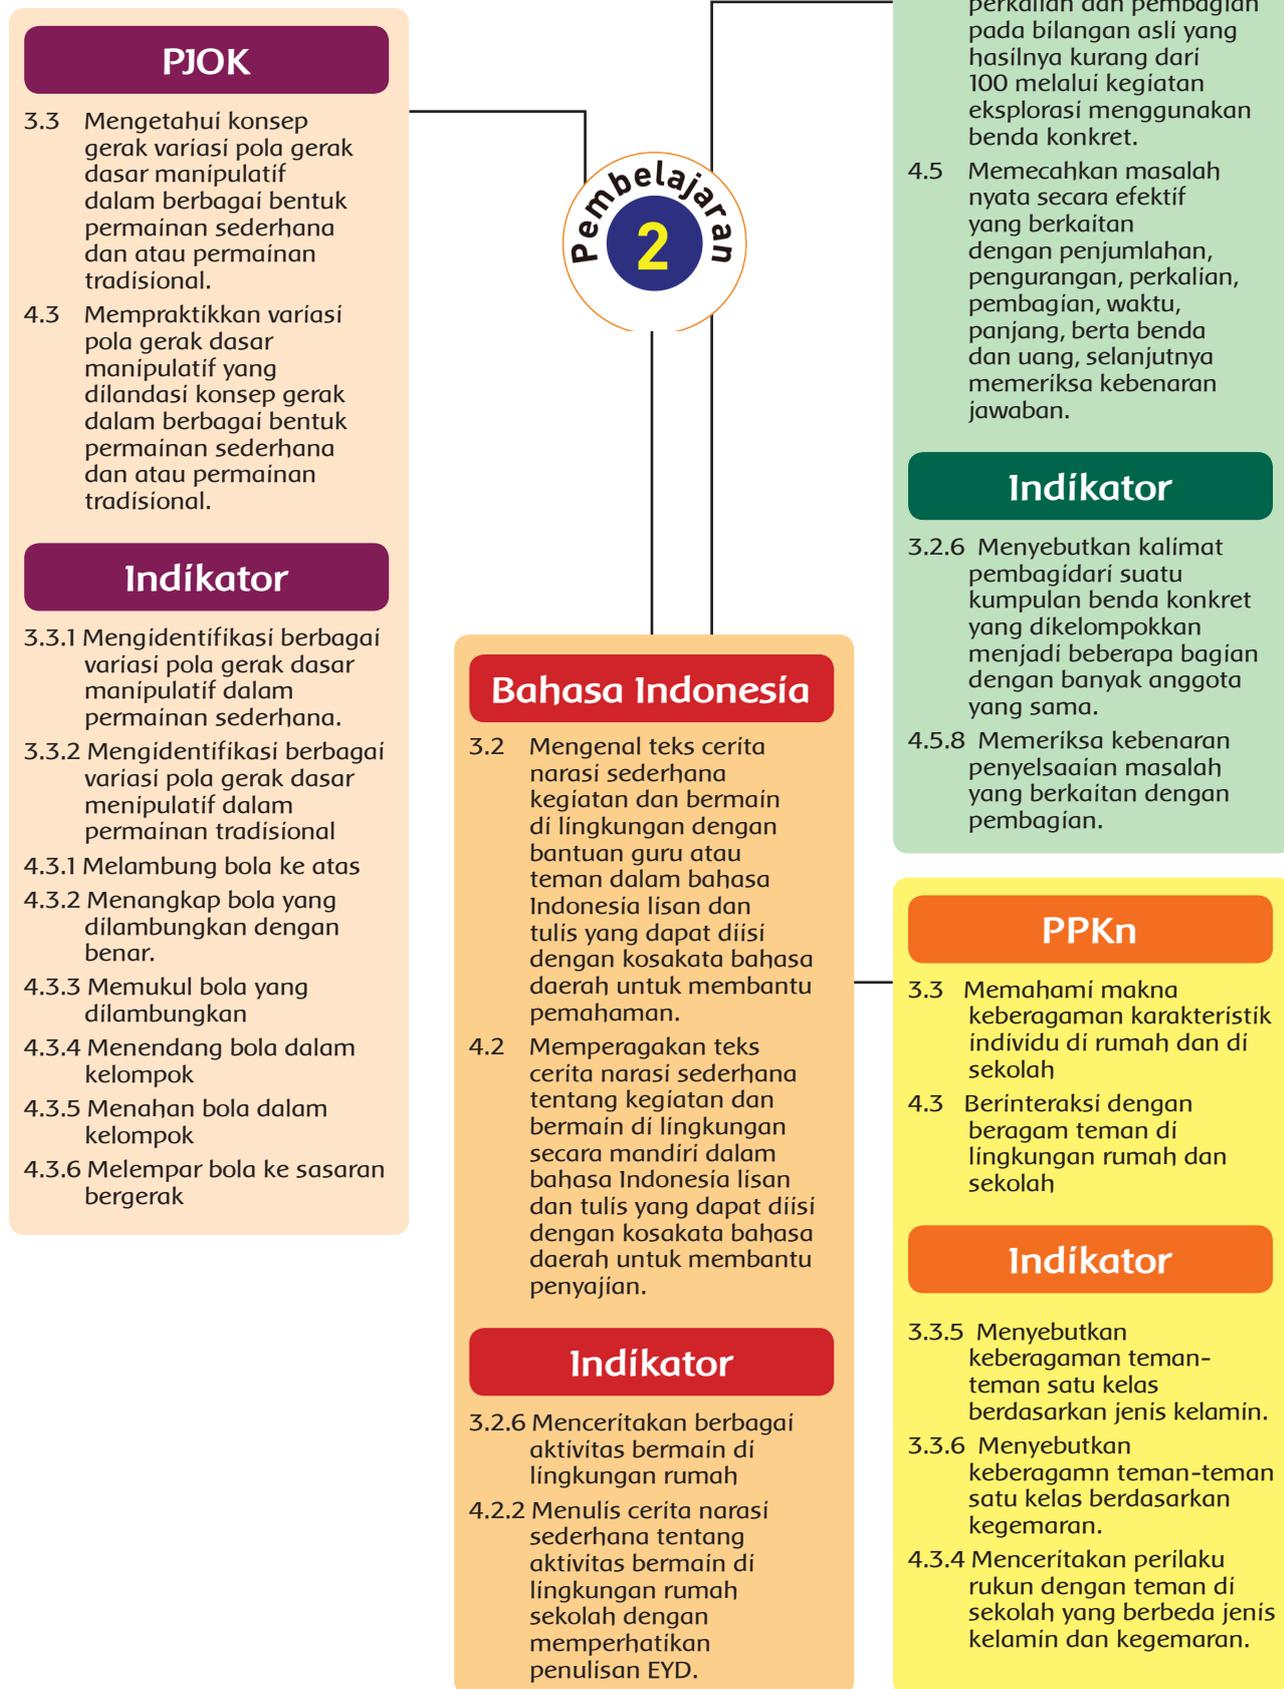 PJOK
3.3 Mengetahui konsep
gerak variasi pola gerak
dasar manipulatif
dalam berbagai bentuk
permainan sederhana
dan atau permainan
tradisional.
4.3 Mempraktikkan variasi
pola gerak dasar
manipulatif yang
dilandasi konsep gerak
dalam berbagai bentuk
permainan sederhana
dan atau permainan
tradisional.
Indikator
3.3.1 Mengidentifikasi berbagai
variasi pola gerak dasar
manipulatif dalam
permainan sederhana.
3.3.2 Mengidentifikasi berbagai
variasi pola gerak dasar
menipulatif dalam
permainan tradisional
4.3.1 Melambung bola ke atas
4.3.2 Menangkap bola yang
dilambungkan dengan
benar.
4.3.3 Memukul bola yang
dilambungkan
4.3.4 Menendang bola dalam
kelompok
4.3.5 Menahan bola dalam
kelompok
4.3.6 Melempar bola ke sasaran
bergerak
Pembelajaran
2
Bahasa Indonesia
3.2 Mengenal teks cerita
narasi sederhana
kegiatan dan bermain
di lingkungan dengan
bantuan guru atau
teman dalam bahasa
Indonesia lisan dan
tulis yang dapat diisi
dengan kosakata bahasa
daerah untuk membantu
pemahaman.
4.2 Memperagakan teks
cerita narasi sederhana
tentang kegiatan dan
bermain di lingkungan
secara mandiri dalam
bahasa Indonesia lisan
dan tulis yang dapat diisi
dengan kosakata bahasa
daerah untuk membantu
penyajian.
Indikator
3.2.6 Menceritakan berbagai
aktivitas bermain di
lingkungan rumah
4.2.2 Menulis cerita narasi
sederhana tentang
aktivitas bermain di
lingkungan rumah
sekolah dengan
memperhatikan
penulisan EYD.
perkalian dan pembagian
pada bilangan asli yang
hasilnya kurang dari
100 melalui kegiatan
eksplorasi menggunakan
benda konkret.
4.5 Memecahkan masalah
nyata secara efektif
yang berkaitan
dengan penjumlahan,
pengurangan, perkalian,
pembagian, waktu,
panjang, berta benda
dan uang, selanjutnya
memeriksa kebenaran
jawaban.
Indikator
3.2.6 Menyebutkan kalimat
pembagidari suatu
kumpulan benda konkret
yang dikelompokkan
menjadi beberapa bagian
dengan banyak anggota
yang sama.
4.5.8 Memeriksa kebenaran
penyelsaaian masalah
yang berkaitan dengan
pembagian.
PPKn
3.3 Memahami makna
keberagaman karakteristik
individu di rumah dan di
sekolah
4.3 Berinteraksi dengan
beragam teman di
lingkungan rumah dan
sekolah
Indikator
3.3.5 Menyebutkan
keberagaman teman-
teman satu kelas
berdasarkan jenis kelamin.
3.3.6 Menyebutkan
keberagamn teman-teman
satu kelas berdasarkan
kegemaran.
4.3.4 Menceritakan perilaku
rukun dengan teman di
sekolah yang berbeda jenis
kelamin dan kegemaran.